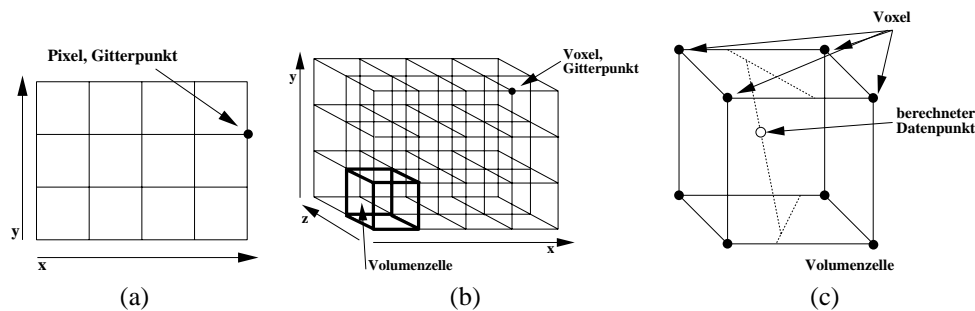 Pixel, Gitterpunkt
y
x
(a)
y
Voxel,
Gitterpunkt
z
x
Volumenzelle
(b)
Voxel
berechneter
Datenpunkt
Volumenzelle
(c)